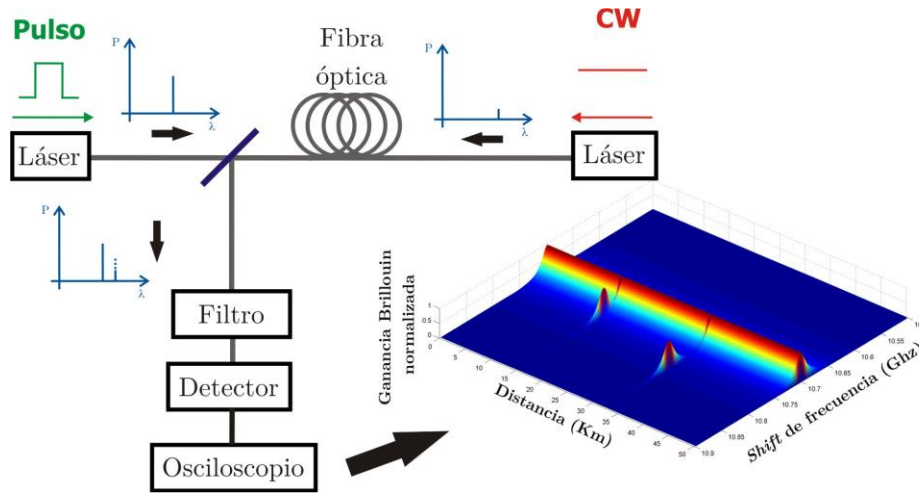 Pulso
CW
P
λ
Fibra
óptica
P
λ
Láser
Láser
P
λ
Filtro
Detector
Osciloscopio
Ganancia Brillouin
normalizada
1
0.5
0
0
5
10
15
20
25
30
35
40
45
50
Distancia (Km)
10.9
10.85
10.8
10.75
10.7
10.65
10.6
10.55
Shift de frecuencia (Ghz)